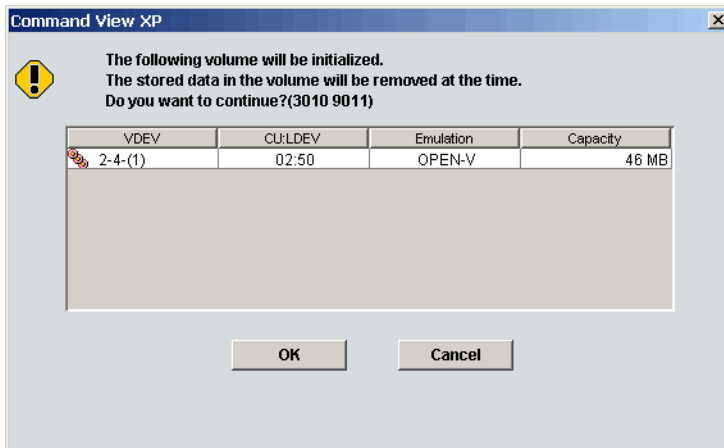 Command View XP
The following volume will be initialized.
The stored data in the volume will be removed at the time.
Do you want to continue?(3010 9011)
VDEV CU:LDEV Emulation Capacity
2-4-(1) 02:50 OPEN-V 46 MB
OK Cancel